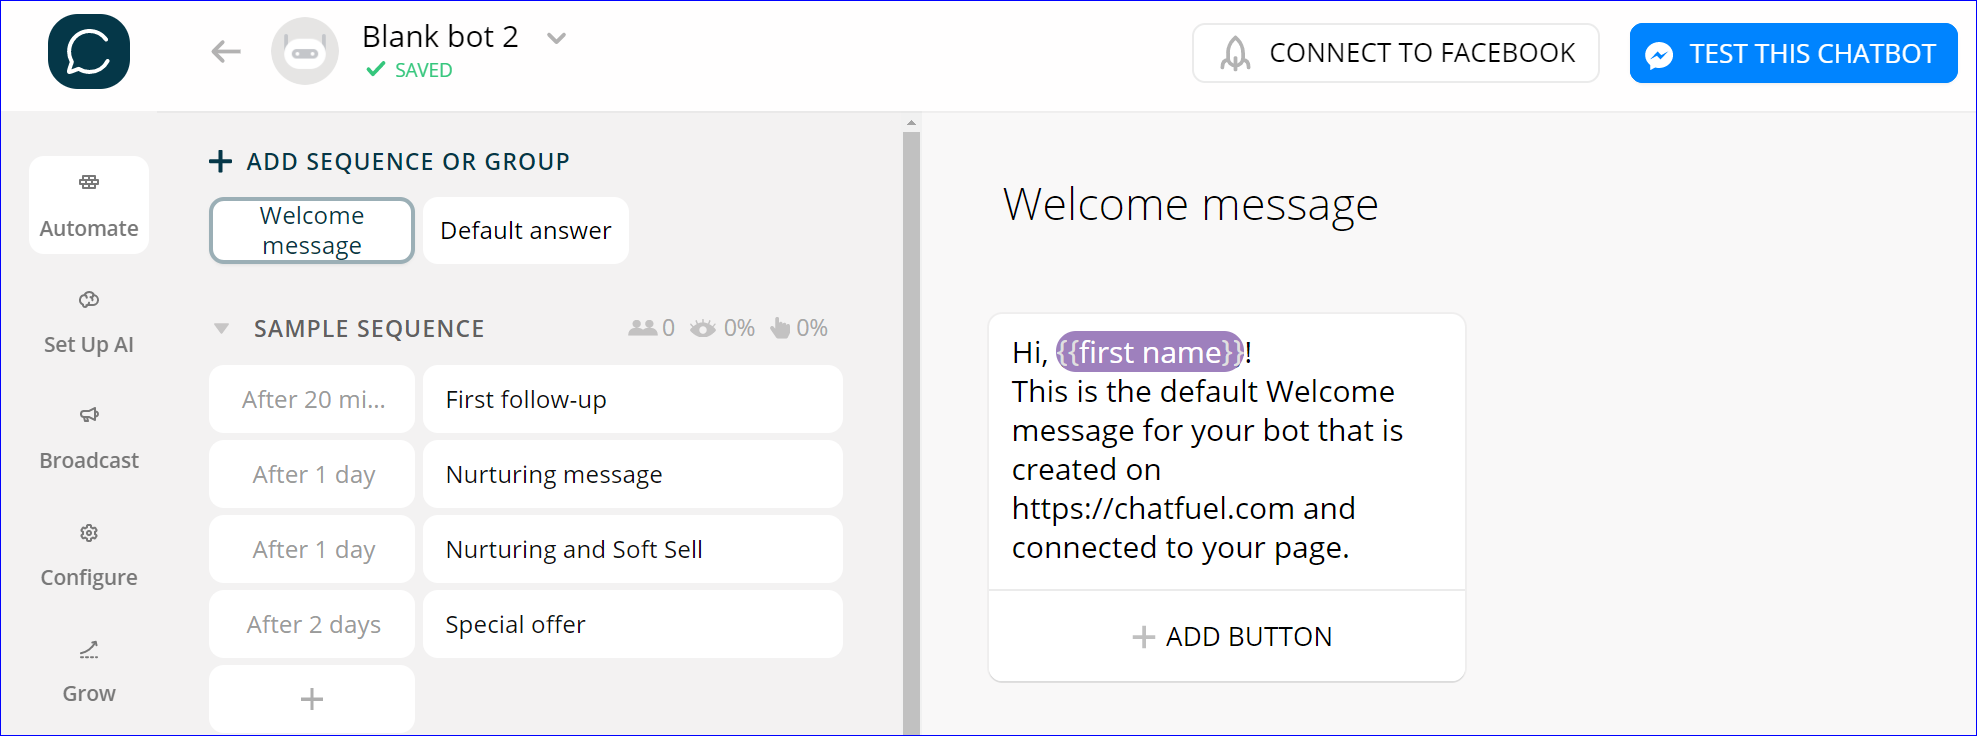 Blank bot 2
SAVED
CONNECT TO FACEBOOK
TEST THIS CHATBOT
Automate
Set Up AI
Broadcast
Configure
Grow
ADD SEQUENCE OR GROUP
Welcome
message
Default answer
SAMPLE SEQUENCE
0 0% 0%
After 20 mi...
First follow-up
After 1 day
Nurturing message
After 1 day
Nurturing and Soft Sell
After 2 days
Special offer
+
Welcome message
Hi, {{first name}}!
This is the default Welcome
message for your bot that is
created on
https://chatfuel.com and
connected to your page.
+ ADD BUTTON